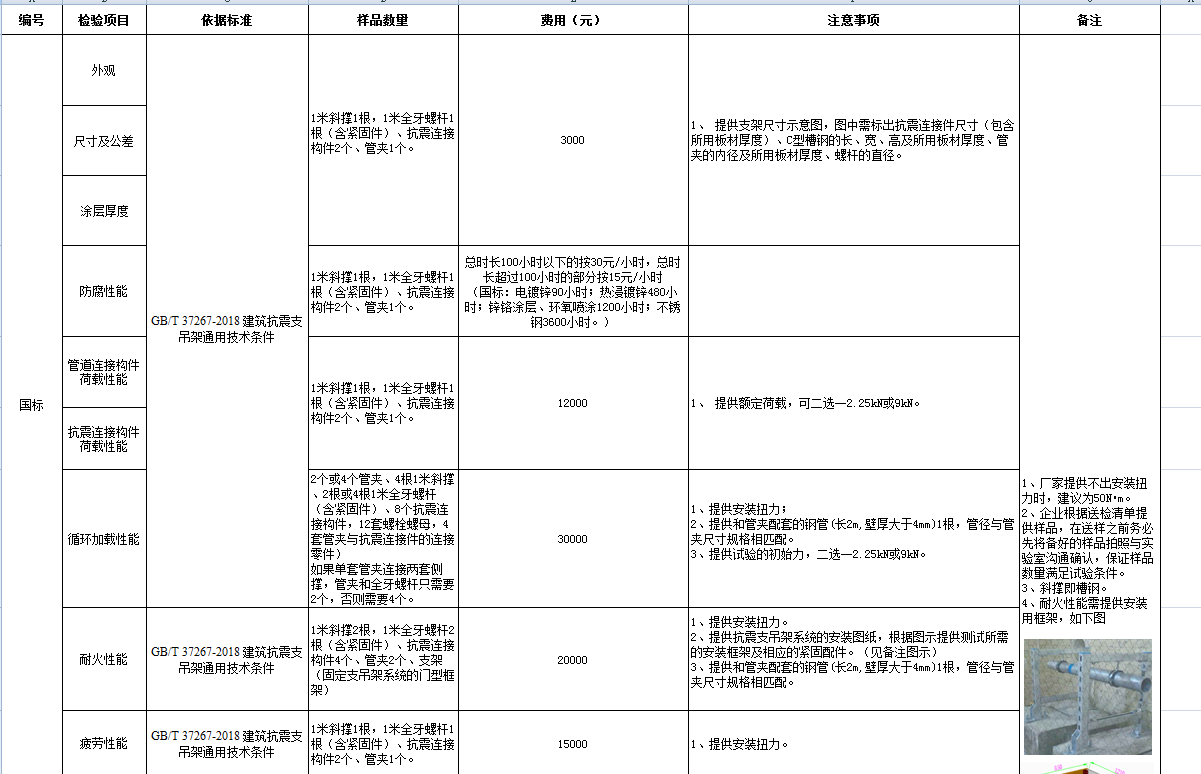 编号 检验项目 依据标准 样品数量 费用（元） 注意事项 备注
国标
外观
尺寸及公差
涂层厚度
GB/T 37267-2018 建筑抗震支
吊架通用技术条件
1米斜撑1根，1米全牙螺杆1
根（含紧固件）、抗震连接
构件2个、管夹1个。
3000
1、 提供支架尺寸示意图，图中需标出抗震连接件尺寸（包含
所用板材厚度）、C型槽钢的长、宽、高及所用板材厚度、管
夹的内径及所用板材厚度、螺杆的直径。
防腐性能
1米斜撑1根，1米全牙螺杆1
根（含紧固件）、抗震连接
构件2个、管夹1个。
总时长100小时以下的按30元/小时，总时
长超过100小时的部分按15元/小时
（国标：电镀锌90小时；热浸镀锌480小
时；锌铬涂层、环氧喷涂1200小时；不锈
钢3600小时。）
管道连接构件
荷载性能
抗震连接构件
荷载性能
1米斜撑1根，1米全牙螺杆1
根（含紧固件）、抗震连接
构件2个、管夹1个。
12000
1、 提供额定荷载，可二选一2.25kN或9kN。
循环加载性能
2个或4个管夹、4根1米斜撑
、2根或4根1米全牙螺杆
（含紧固件）、8个抗震连
接构件，12套螺栓螺母，4
套管夹与抗震连接件的连接
零件）
如果单套管夹连接两套侧
撑，管夹和全牙螺杆只需要
2个，否则需要4个。
30000
1、提供安装扭力；
2、提供和管夹配套的钢管(长2m,壁厚大于4mm)1根，管径与管
夹尺寸规格相匹配。
3、提供试验的初始力，二选一2.25kN或9kN。
耐火性能
GB/T 37267-2018 建筑抗震支
吊架通用技术条件
1米斜撑2根，1米全牙螺杆2
根（含紧固件）、抗震连接
构件4个、管夹2个、支架
（固定支吊架系统的门型框
架）
20000
1、提供安装扭力。
2、提供抗震支吊架系统的安装图纸，根据图示提供测试所需
的安装框架及相应的紧固配件。（见备注图示）
3、提供和管夹配套的钢管(长2m,壁厚大于4mm)1根，管径与管
夹尺寸规格相匹配。
疲劳性能
GB/T 37267-2018 建筑抗震支
吊架通用技术条件
1米斜撑1根，1米全牙螺杆1
根（含紧固件）、抗震连接
构件2个、管夹1个。
15000
1、提供安装扭力。
1、厂家提供不出安装扭
力时，建议为50N·m。
2、企业根据送检清单提
供样品，在送样之前务必
先将备好的样品拍照与实
验室沟通确认，保证样品
数量满足试验条件。
3、斜撑即槽钢。
4、耐火性能需提供安装
用框架，如下图